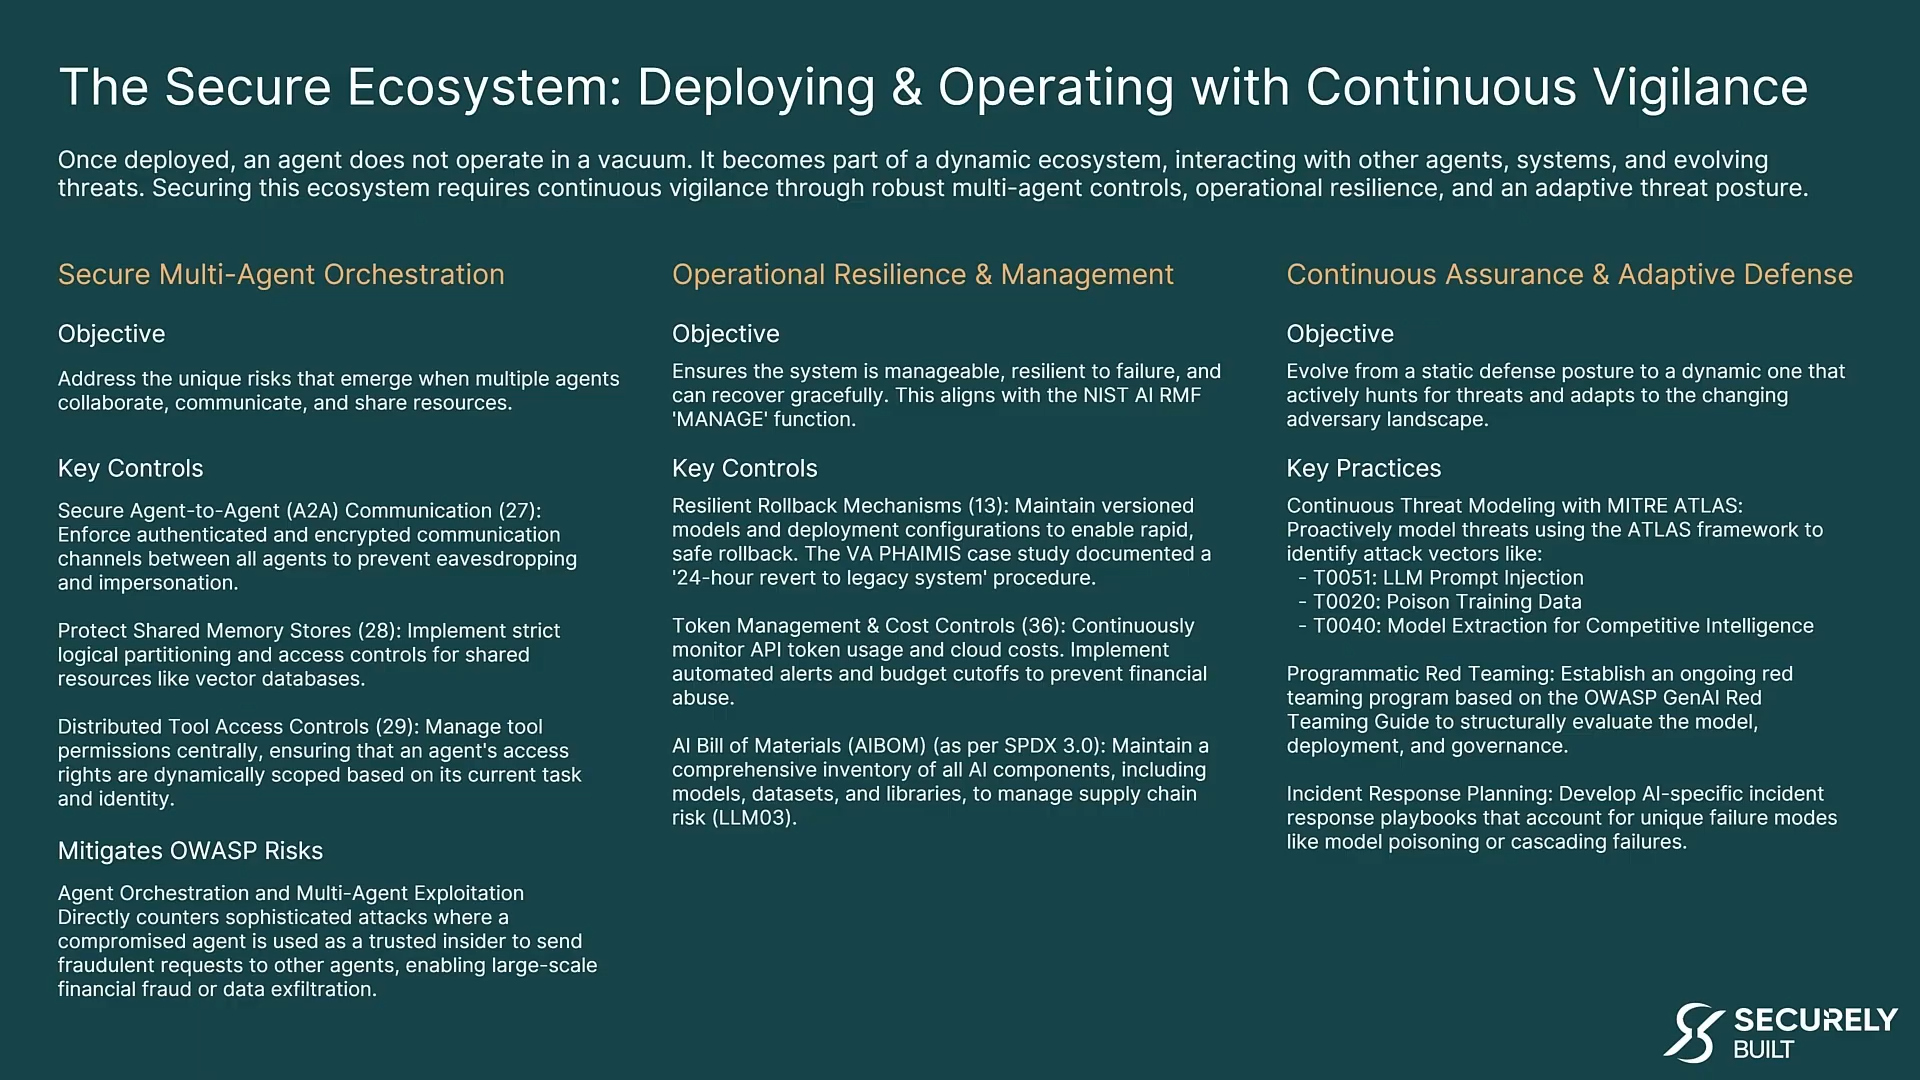 The Secure Ecosystem: Deploying & Operating with Continuous Vigilance
Once deployed, an agent does not operate in a vacuum. It becomes part of a dynamic ecosystem, interacting with other agents, systems, and evolving
threats. Securing this ecosystem requires continuous vigilance through robust multi-agent controls, operational resilience, and an adaptive threat posture.
Secure Multi-Agent Orchestration
Objective
Address the unique risks that emerge when multiple agents
collaborate, communicate, and share resources.
Key Controls
Secure Agent-to-Agent (A2A) Communication (27):
Enforce authenticated and encrypted communication
channels between all agents to prevent eavesdropping
and impersonation.
Protect Shared Memory Stores (28): Implement strict
logical partitioning and access controls for shared
resources like vector databases.
Distributed Tool Access Controls (29): Manage tool
permissions centrally, ensuring that an agent's access
rights are dynamically scoped based on its current task
and identity.
Mitigates OWASP Risks
Agent Orchestration and Multi-Agent Exploitation
Directly counters sophisticated attacks where a
compromised agent is used as a trusted insider to send
fraudulent requests to other agents, enabling large-scale
financial fraud or data exfiltration.
Operational Resilience & Management
Objective
Ensures the system is manageable, resilient to failure, and
can recover gracefully. This aligns with the NIST AI RMF
'MANAGE' function.
Key Controls
Resilient Rollback Mechanisms (13): Maintain versioned
models and deployment configurations to enable rapid,
safe rollback. The VA PHAIMIS case study documented a
'24-hour revert to legacy system' procedure.
Token Management & Cost Controls (36): Continuously
monitor API token usage and cloud costs. Implement
automated alerts and budget cutoffs to prevent financial
abuse.
AI Bill of Materials (AIBOM) (as per SPDX 3.0): Maintain a
comprehensive inventory of all AI components, including
models, datasets, and libraries, to manage supply chain
risk (LLM03).
Continuous Assurance & Adaptive Defense
Objective
Evolve from a static defense posture to a dynamic one that
actively hunts for threats and adapts to the changing
adversary landscape.
Key Practices
Continuous Threat Modeling with MITRE ATLAS:
Proactively model threats using the ATLAS framework to
identify attack vectors like:
- T0051: LLM Prompt Injection
- T0020: Poison Training Data
- T0040: Model Extraction for Competitive Intelligence
Programmatic Red Teaming: Establish an ongoing red
teaming program based on the OWASP GenAI Red
Teaming Guide to structurally evaluate the model,
deployment, and governance.
Incident Response Planning: Develop AI-specific incident
response playbooks that account for unique failure modes
like model poisoning or cascading failures.
SECURELY
BUILT